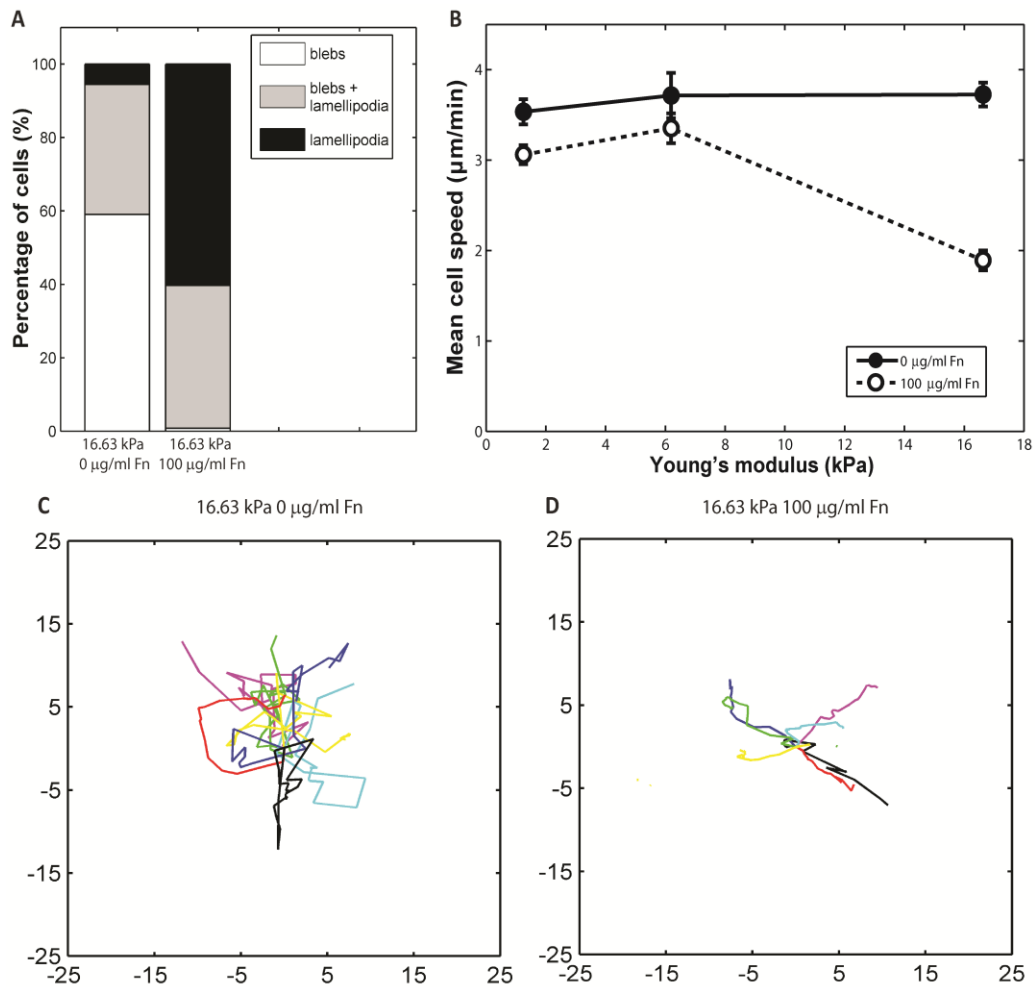 A
Percentage of cells (%)
100
80
60
40
20
0
blebs
blebs +
lamellipodia
lamellipodia
16.63 kPa
0 µg/ml Fn
16.63 kPa
100 µg/ml Fn
B
Mean cell speed (µm/min)
4
3
2
1
0
0 2 4 6 8 10 12 14 16 18
Young's modulus (kPa)
0 µg/ml Fn
100 µg/ml Fn
C
16.63 kPa 0 µg/ml Fn
25
15
5
-5
-15
-25
-25 -15 -5 5 15 25
D
16.63 kPa 100 µg/ml Fn
25
15
5
-5
-15
-25
-25 -15 -5 5 15 25